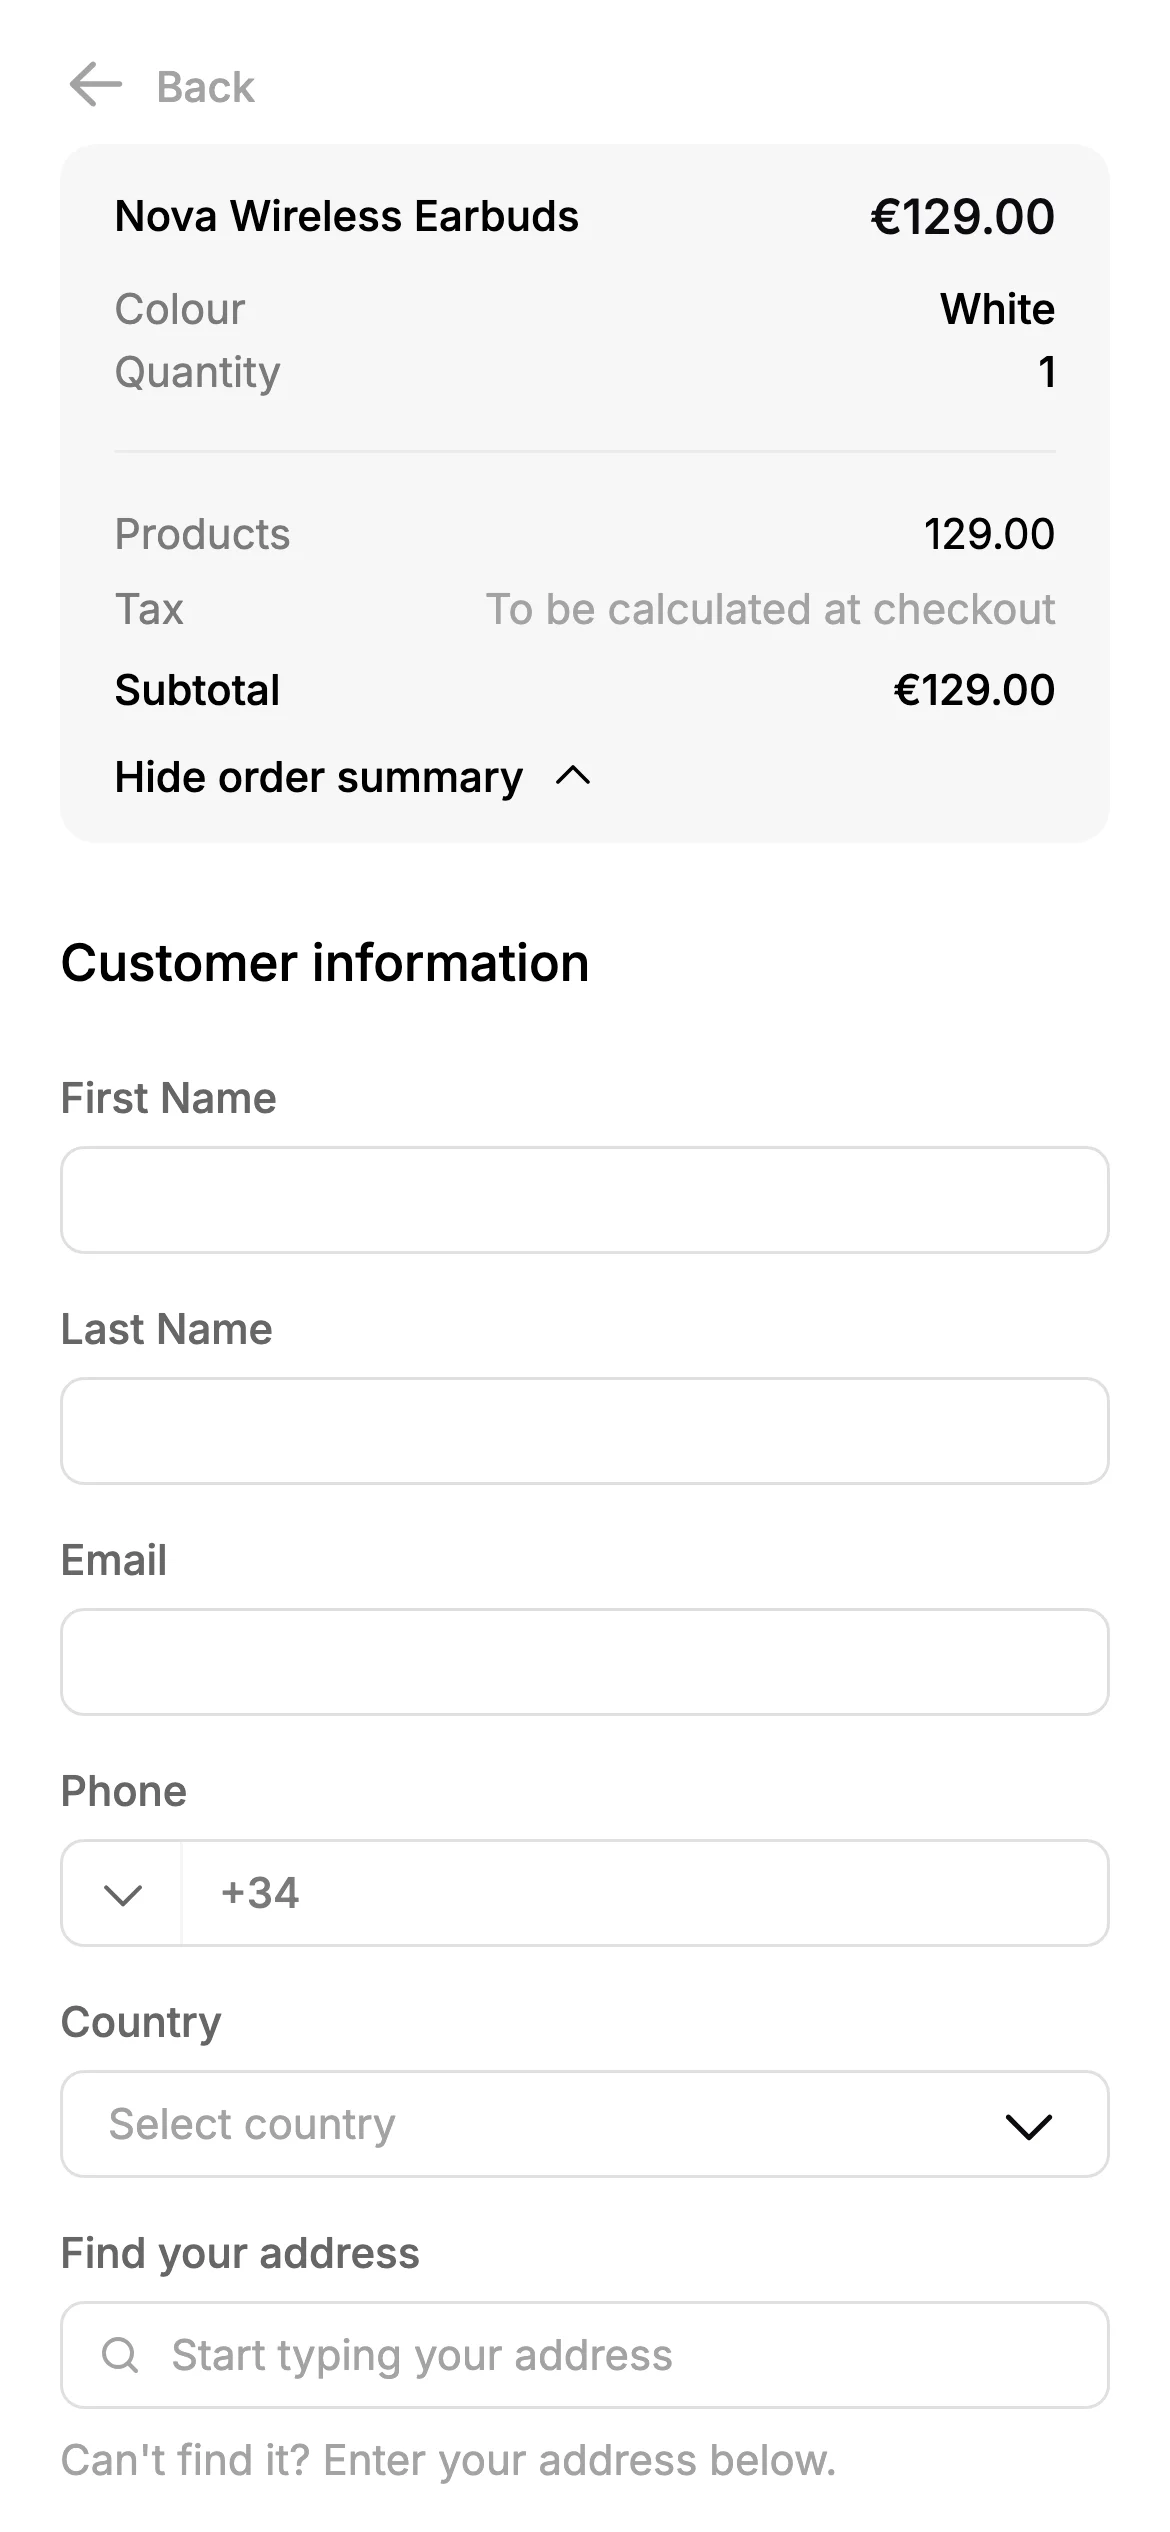 Back
Nova Wireless Earbuds €129.00
Colour White
Quantity 1
Products 129.00
Tax To be calculated at checkout
Subtotal €129.00
Hide order summary
Customer information
First Name
Last Name
Email
Phone
+34
Country
Select country
Find your address
Start typing your address
Can't find it? Enter your address below.